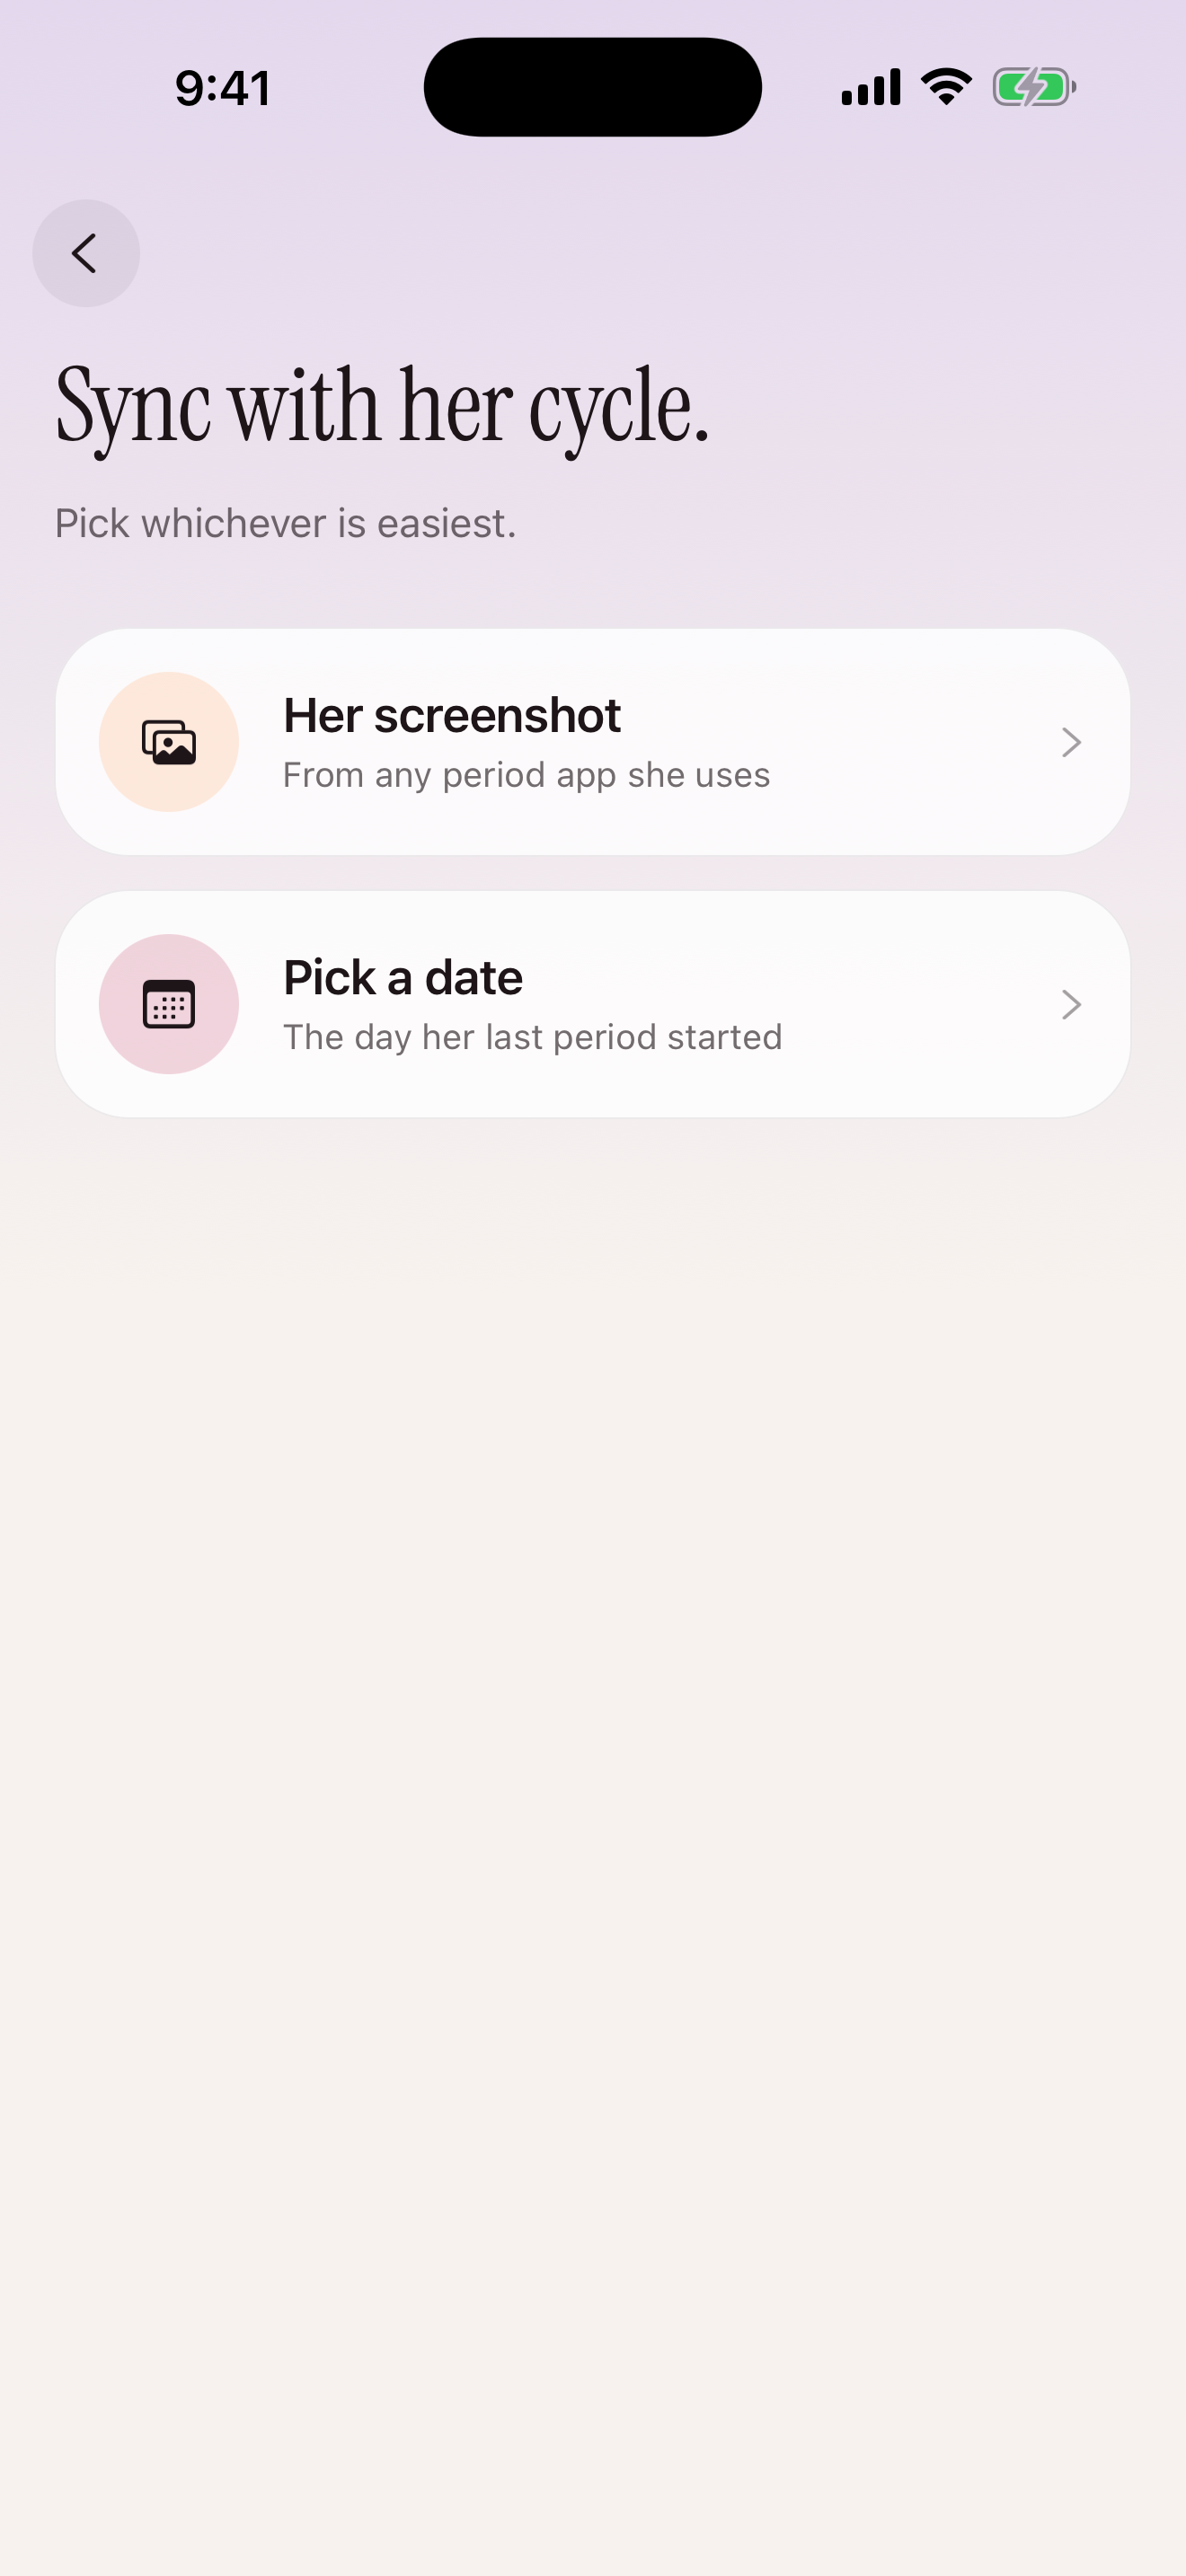 9:41
Sync with her cycle.
Pick whichever is easiest.
Her screenshot
From any period app she uses
Pick a date
The day her last period started